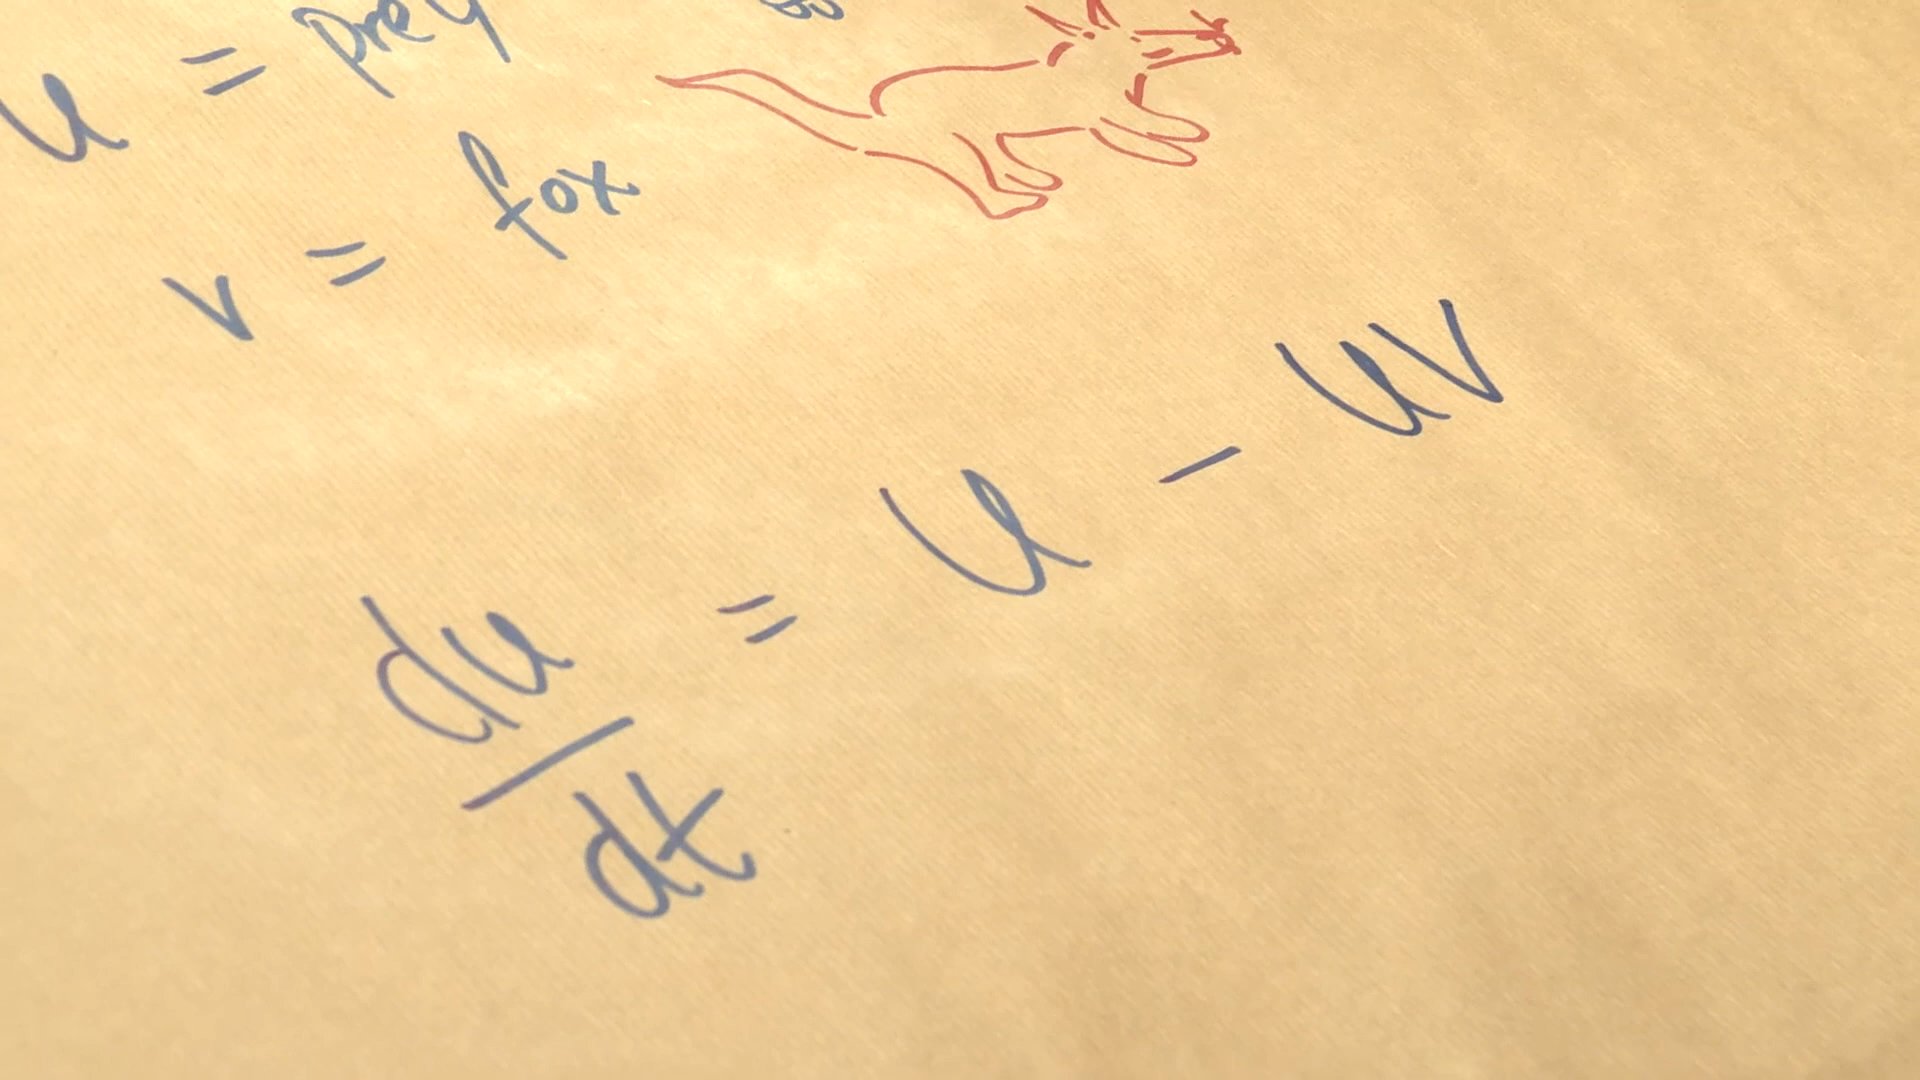 u = prey
v = fox
du/dt = u - uv